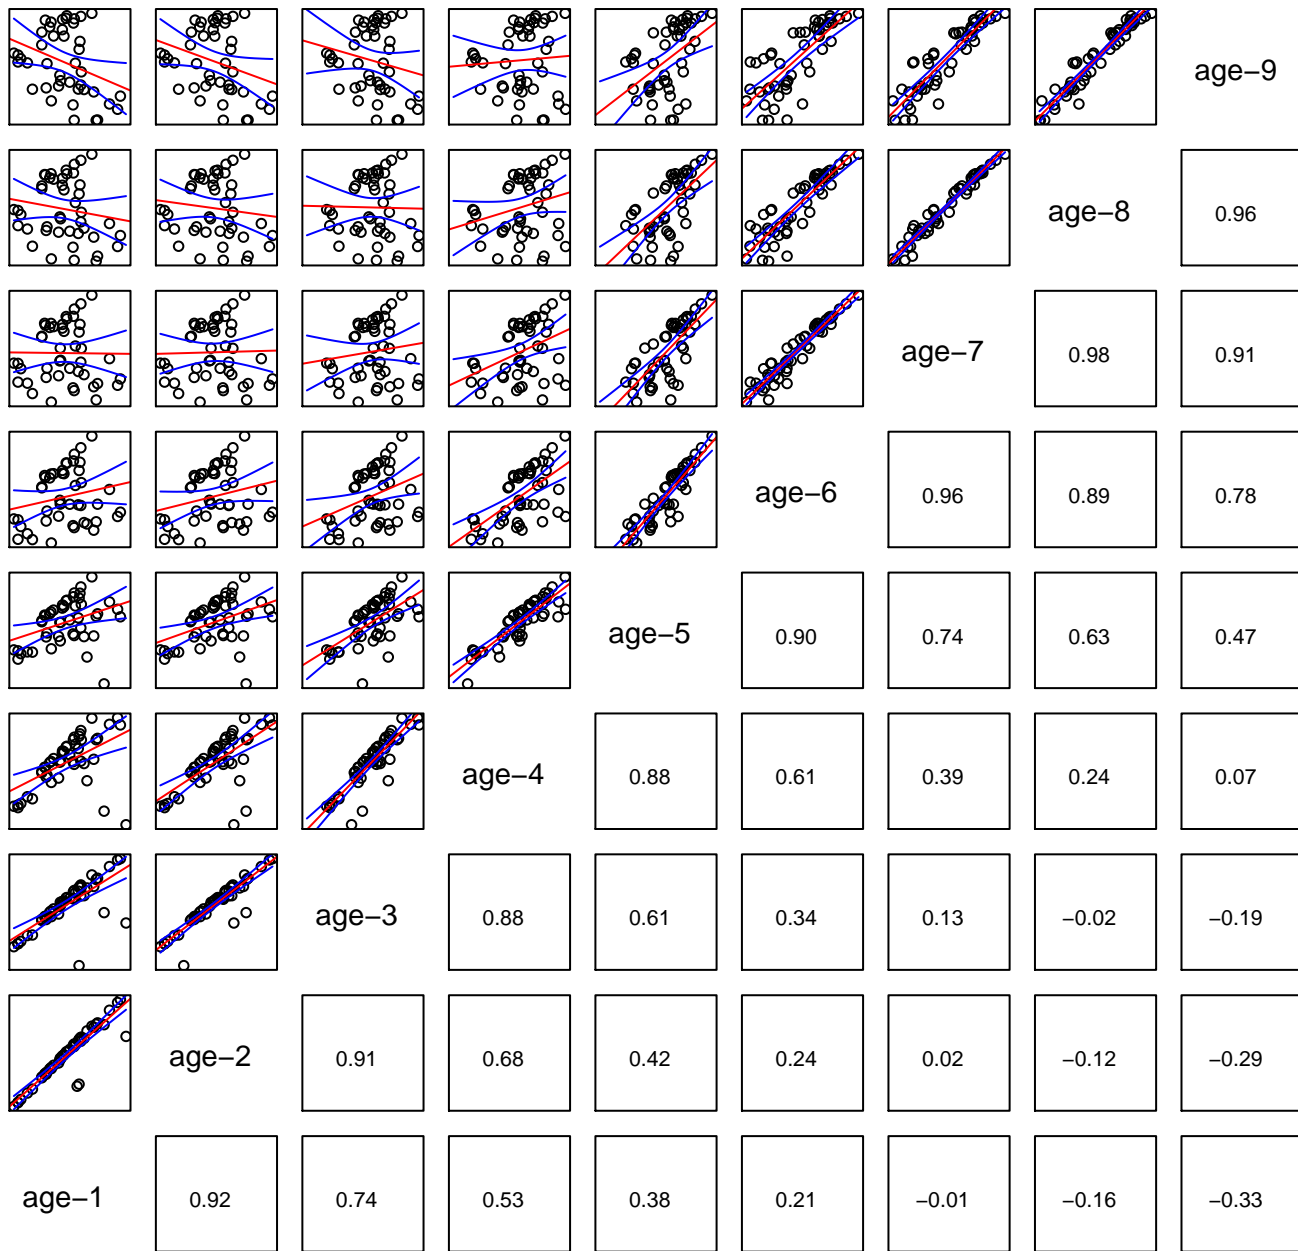 age−9
age−8 0.96
age−7 0.98 0.91
age−6 0.96 0.89 0.78
age−5 0.90 0.74 0.63 0.47
age−4 0.88 0.61 0.39 0.24 0.07
age−3 0.88 0.61 0.34 0.13 −0.02 −0.19
age−2 0.91 0.68 0.42 0.24 0.02 −0.12 −0.29
age−1 0.92 0.74 0.53 0.38 0.21 −0.01 −0.16 −0.33